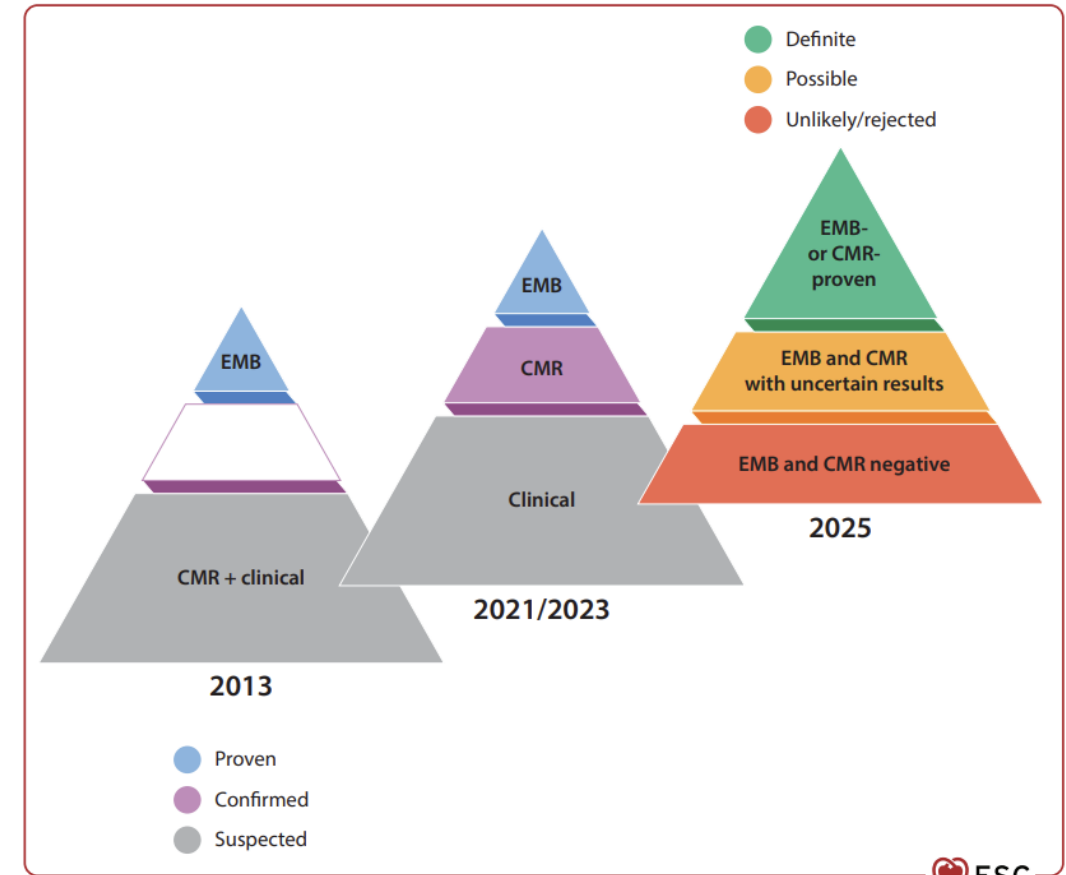 Definite
Possible
Unlikely/rejected
EMB-
or CMR-
proven
EMB
EMB and CMR
with uncertain results
EMB
CMR
EMB and CMR negative
Clinical
2025
CMR + clinical
2021/2023
2013
Proven
Confirmed
Suspected
ESC